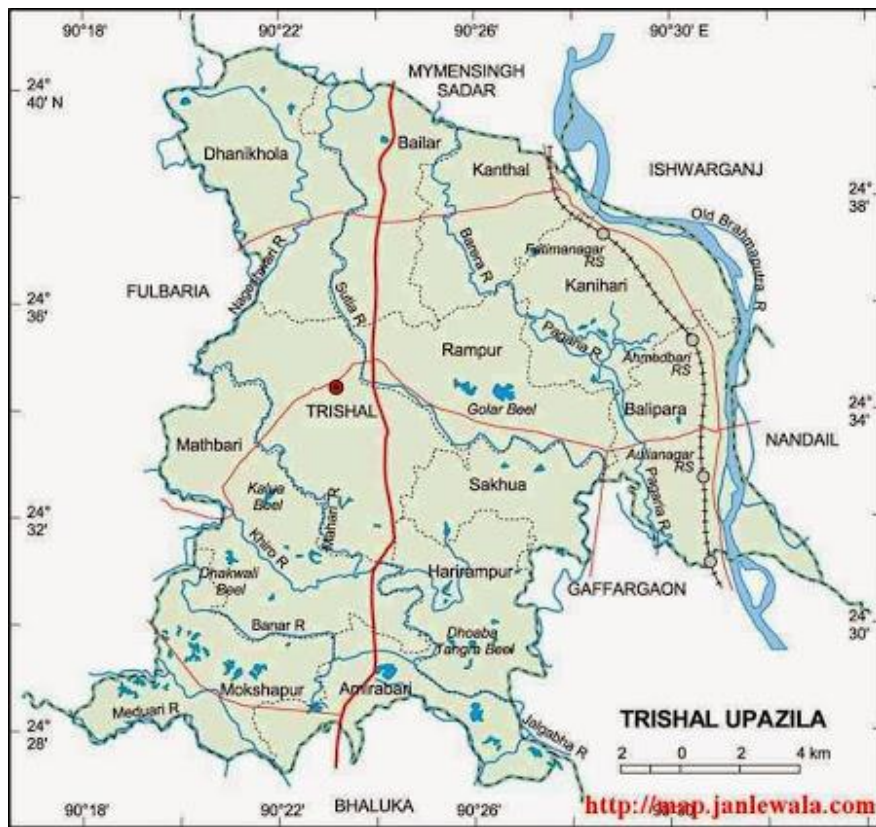 90°18'
90°22'
90°26'
90°30' E
MYMENSINGH
SADAR
24°
40' N
Bailar
Dhanikhola
Kanthal
ISHWARGANJ
24°
38'
Old Brahmaputra R
Nageshwari R
Barera R
Fatimanagar
RS
Sutia R
Kanihari
FULBARIA
24°
36'
Pagaria R
Rampur
Ahmedbari
RS
TRISHAL
Golar Beel
Balipara
24°
34'
NANDAIL
Mathbari
Aulianagar
RS
Sakhua
Kalua
Beel
Mahari R
Pagaria R
24°
32'
Khiro R
Dhakwali
Beel
Harirampur
GAFFARGAON
24°
30'
Banar R
Dhoaba
Tangra Beel
Mokshapur
Amirabari
Meduari R
Jalgabha R
TRISHAL UPAZILA
24°
28'
2 0 2 4 km
90°18'
90°22'
BHALUKA
90°26'
http://map.janlewala.com